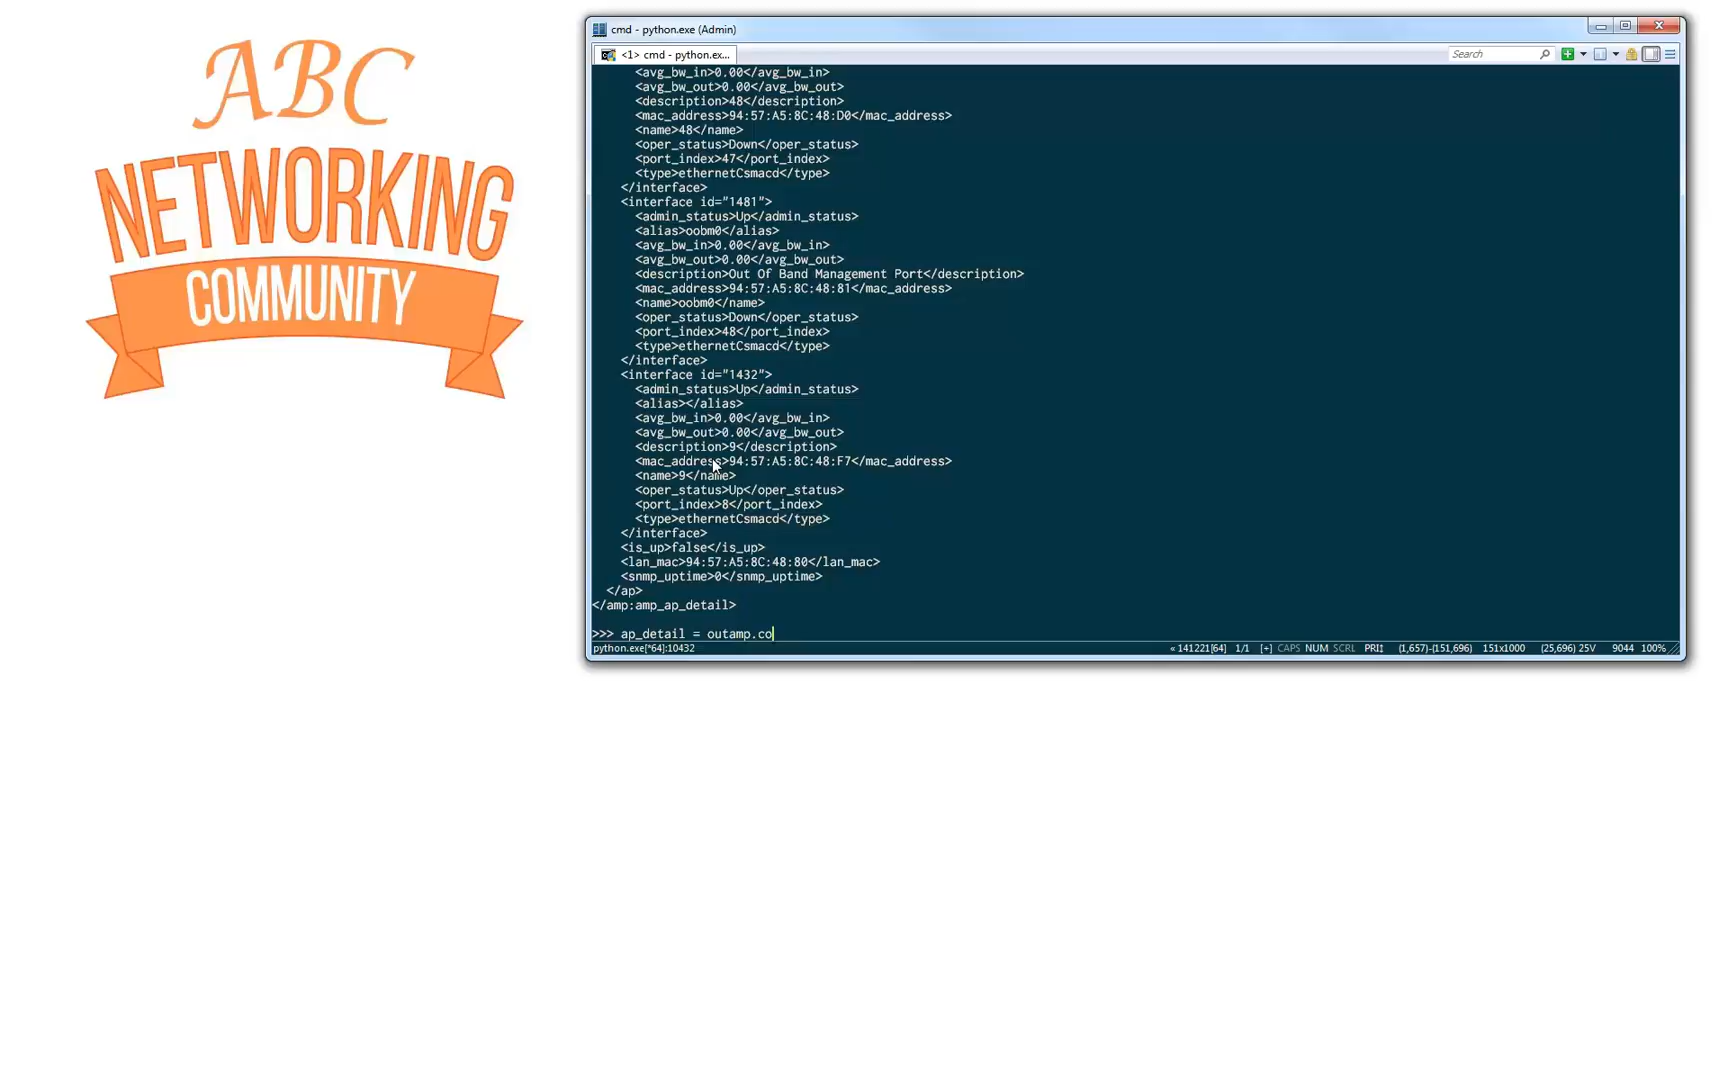 ABC
NETWORKING
COMMUNITY
cmd - python.exe (Admin)
<1> cmd - python.ex...
Search
<avg_bw_in>0.00</avg_bw_in>
<avg_bw_out>0.00</avg_bw_out>
<description>48</description>
<mac_address>94:57:A5:8C:48:D0</mac_address>
<name>48</name>
<oper_status>Down</oper_status>
<port_index>47</port_index>
<type>ethernetCsmacd</type>
</interface>
<interface id="1481">
<admin_status>Up</admin_status>
<alias>oobm0</alias>
<avg_bw_in>0.00</avg_bw_in>
<avg_bw_out>0.00</avg_bw_out>
<description>Out Of Band Management Port</description>
<mac_address>94:57:A5:8C:48:81</mac_address>
<name>oobm0</name>
<oper_status>Down</oper_status>
<port_index>48</port_index>
<type>ethernetCsmacd</type>
</interface>
<interface id="1432">
<admin_status>Up</admin_status>
<alias></alias>
<avg_bw_in>0.00</avg_bw_in>
<avg_bw_out>0.00</avg_bw_out>
<description>9</description>
<mac_address>94:57:A5:8C:48:F7</mac_address>
<name>9</name>
<oper_status>Up</oper_status>
<port_index>8</port_index>
<type>ethernetCsmacd</type>
</interface>
<is_up>false</is_up>
<lan_mac>94:57:A5:8C:48:80</lan_mac>
<snmp_uptime>0</snmp_uptime>
</ap>
</amp:amp_ap_detail>
>>> ap_detail = outamp.co
python.exe[*64]:10432 « 141221[64] 1/1 [+] CAPS NUM SCRL PRI↕ (1,657)-(151,696) 151x1000 (25,696) 25V 9044 100%